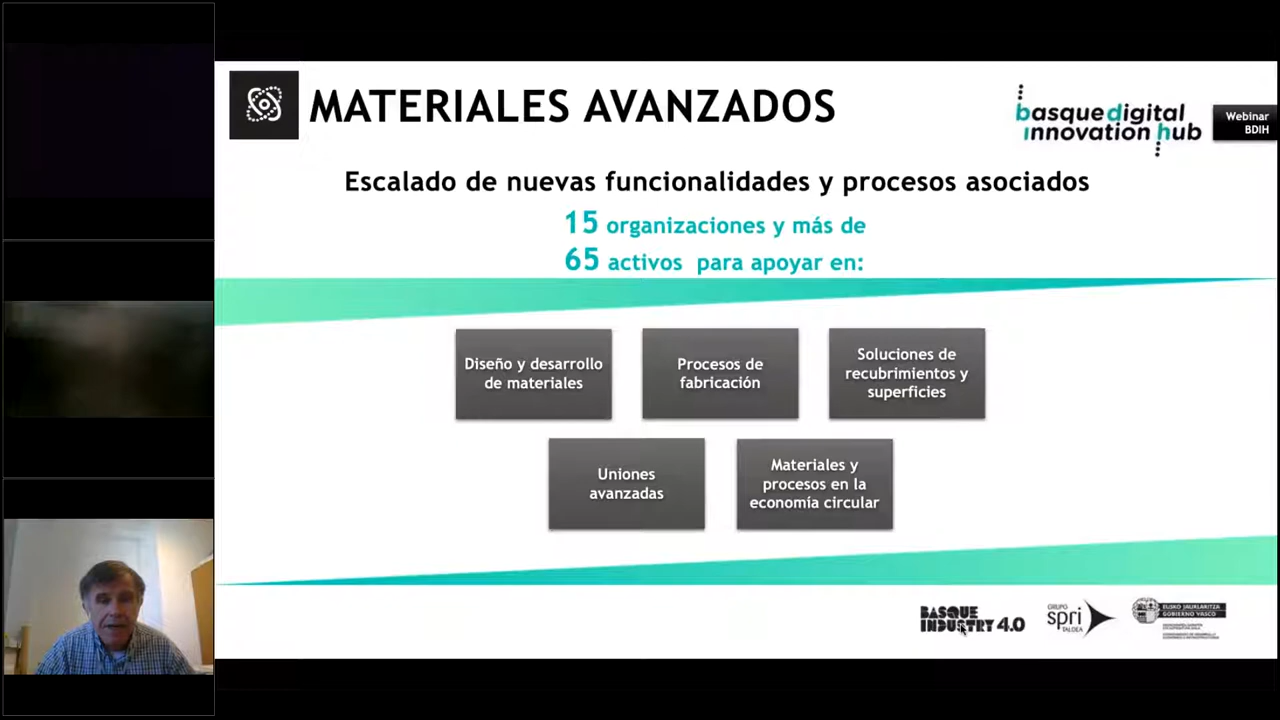 MATERIALES AVANZADOS
basque digital
innovation hub
Webinar
BDIH
Escalado de nuevas funcionalidades y procesos asociados
15 organizaciones y más de
65 activos para apoyar en:
Diseño y desarrollo
de materiales
Procesos de
fabricación
Soluciones de
recubrimientos y
superficies
Uniones
avanzadas
Materiales y
procesos en la
economía circular
BASQUE
INDUSTRY 4.0
GRUPO
spri
TALDEA
EUSKO JAURLARITZA
GOBIERNO VASCO